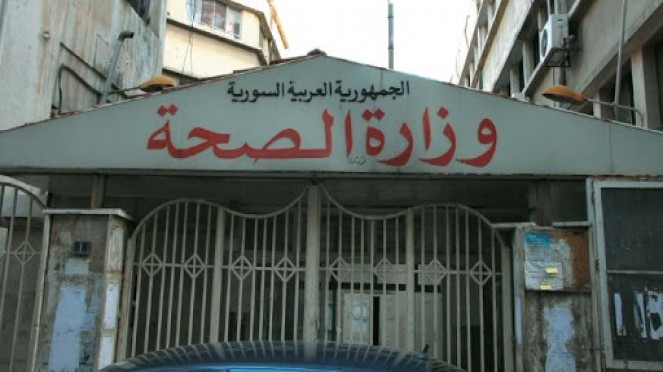 الجمهورية العربية السورية
وزارة الصحة